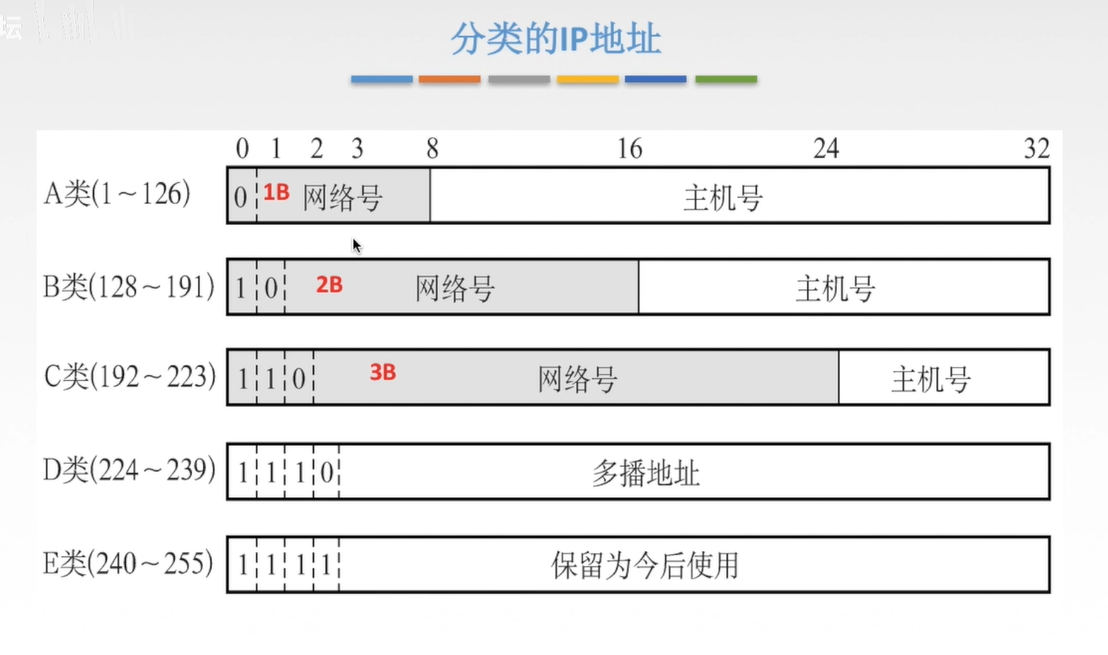 坛
分类的IP地址
0 1 2 3 8 16 24 32
A类(1～126) 0 1B 网络号 主机号
B类(128～191) 1 0 2B 网络号 主机号
C类(192～223) 1 1 0 3B 网络号 主机号
D类(224～239) 1 1 1 0 多播地址
E类(240～255) 1 1 1 1 保留为今后使用